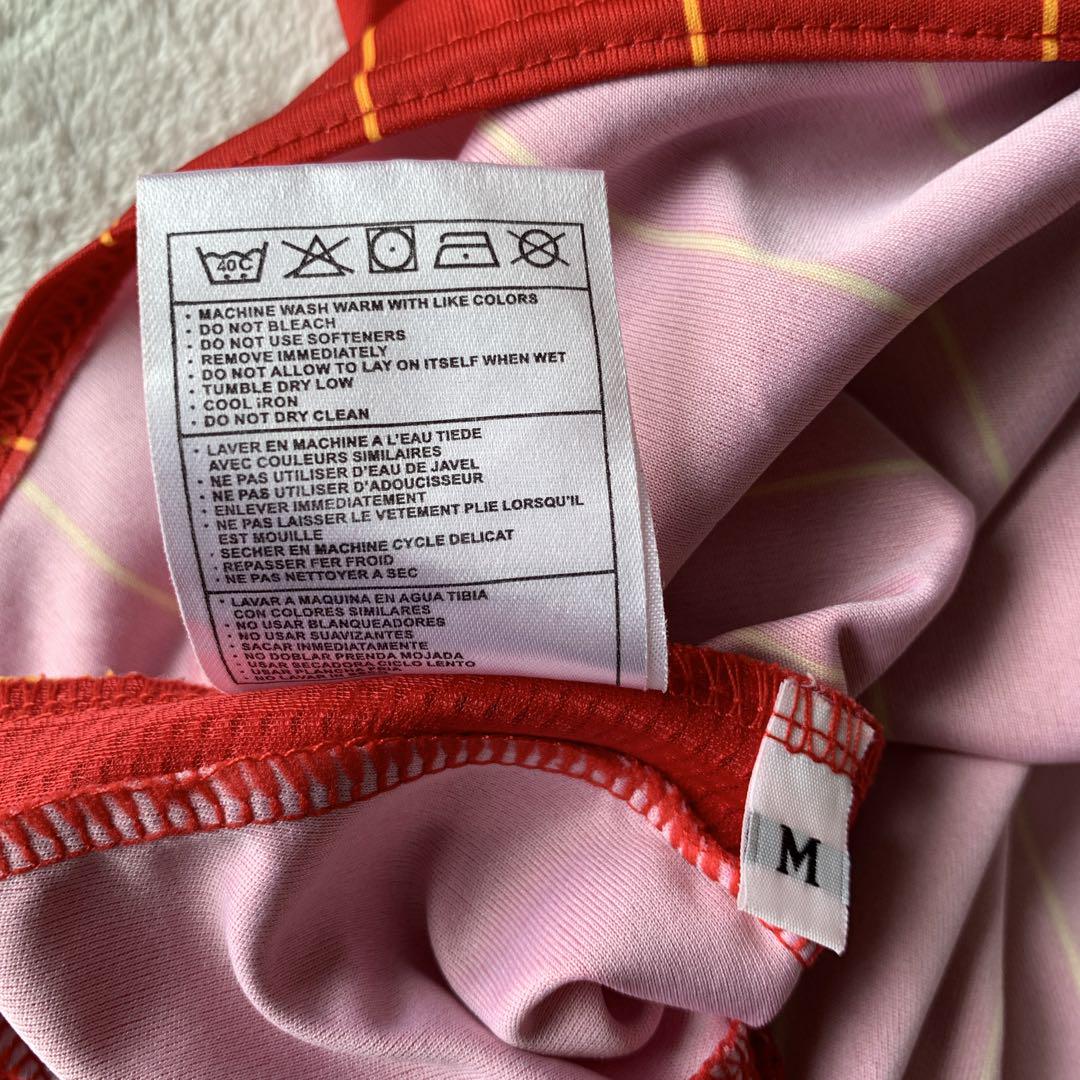 40C
· MACHINE WASH WARM WITH LIKE COLORS
· DO NOT BLEACH
· DO NOT USE SOFTENERS
· REMOVE IMMEDIATELY
· DO NOT ALLOW TO LAY ON ITSELF WHEN WET
· TUMBLE DRY LOW
· COOL iRON
· DO NOT DRY CLEAN
· LAVER EN MACHINE A L'EAU TIEDE
AVEC COULEURS SIMILAIRES
· NE PAS UTILISER D'EAU DE JAVEL
· NE PAS UTILISER D'ADOUCISSEUR
· ENLEVER IMMEDIATEMENT
· NE PAS LAISSER LE VETEMENT PLIE LORSQU'IL
EST MOUILLE
· SECHER EN MACHINE CYCLE DELICAT
· REPASSER FER FROID
· NE PAS NETTOYER A SEC
· LAVAR A MAQUINA EN AGUA TIBIA
CON COLORES SIMILARES
· NO USAR BLANQUEADORES
· NO USAR SUAVIZANTES
· SACAR INMEDIATAMENTE
· NO DOBLAR PRENDA MOJADA
· USAR SECADORA CICLO LENTO
· USAR PLANCHA
· NO LAVAR
M